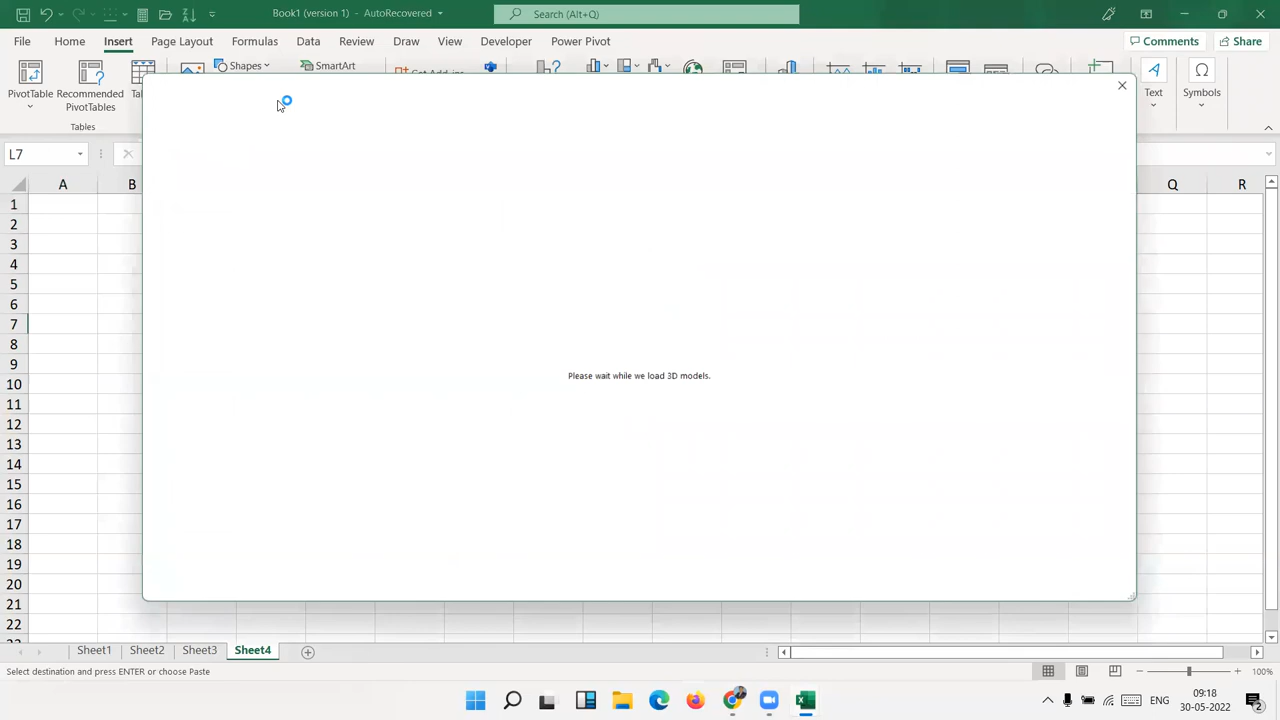 Book1 (version 1) - AutoRecovered
Search (Alt+Q)
File Home Insert Page Layout Formulas Data Review Draw View Developer Power Pivot Comments Share
Shapes SmartArt
PivotTable Recommended PivotTables Text Symbols
Tables
L7
A B Q R
1
2
3
4
5
6
7
8
9
10
11
12
13
14
15
16
17
18
19
20
21
22
Please wait while we load 3D models.
Sheet1 Sheet2 Sheet3 Sheet4
Select destination and press ENTER or choose Paste
100%
ENG
09:18
30-05-2022
2